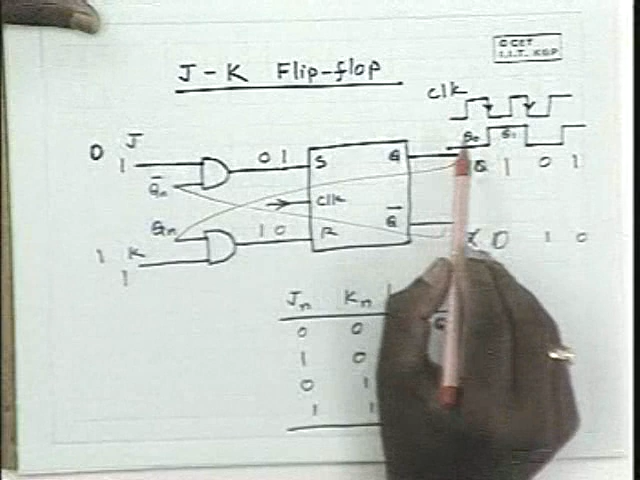 © CET
I.I.T. KGP
J-K Flip-flop
Clk
Q₀ Q₁
0 J
1
0 1 S Q
Q 1 0 1
Q̅n
Clk
Qn
1 0 R Q̅
0 1 0
1 K
1
Jn Kn
0 0
1 0
0 1
1 1